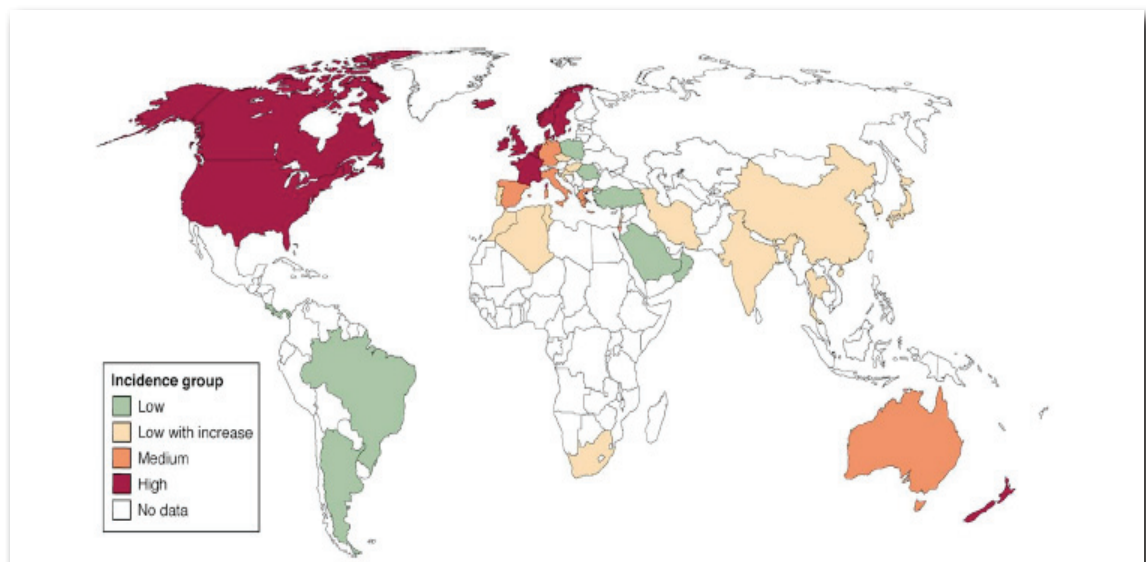 Incidence group
Low
Low with increase
Medium
High
No data